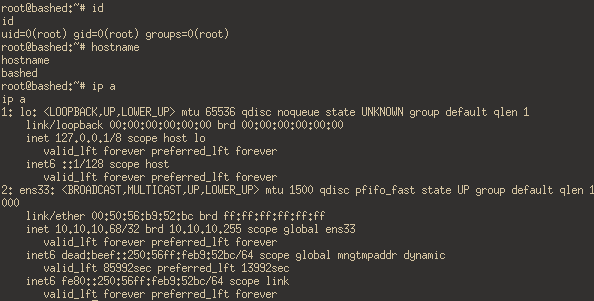 root@bashed:~# id
id
uid=0(root) gid=0(root) groups=0(root)
root@bashed:~# hostname
hostname
bashed
root@bashed:~# ip a
ip a
1: lo: <LOOPBACK,UP,LOWER_UP> mtu 65536 qdisc noqueue state UNKNOWN group default qlen 1
link/loopback 00:00:00:00:00:00 brd 00:00:00:00:00:00
inet 127.0.0.1/8 scope host lo
valid_lft forever preferred_lft forever
inet6 ::1/128 scope host
valid_lft forever preferred_lft forever
2: ens33: <BROADCAST,MULTICAST,UP,LOWER_UP> mtu 1500 qdisc pfifo_fast state UP group default qlen 1
000
link/ether 00:50:56:b9:52:bc brd ff:ff:ff:ff:ff:ff
inet 10.10.10.68/32 brd 10.10.10.255 scope global ens33
valid_lft forever preferred_lft forever
inet6 dead:beef::250:56ff:feb9:52bc/64 scope global mngtmpaddr dynamic
valid_lft 85992sec preferred_lft 13992sec
inet6 fe80::250:56ff:feb9:52bc/64 scope link
valid_lft forever preferred_lft forever